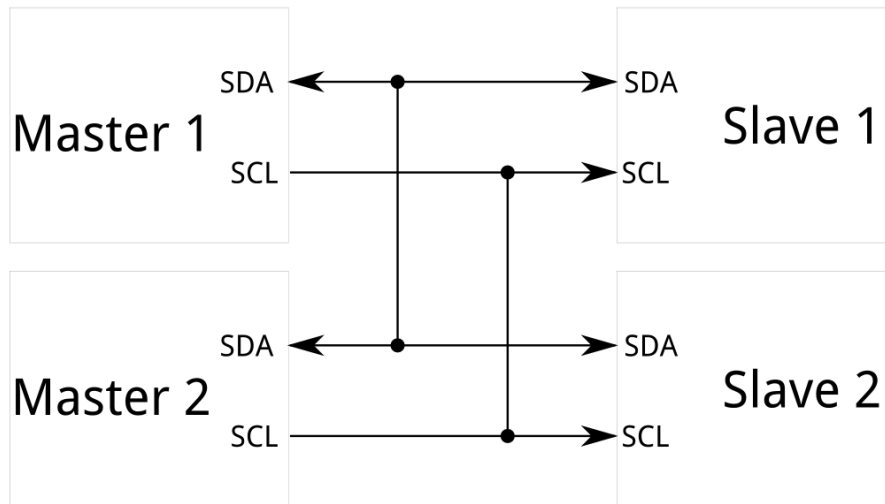 SDA
Master 1
SCL
SDA
Slave 1
SCL
SDA
Master 2
SCL
SDA
Slave 2
SCL